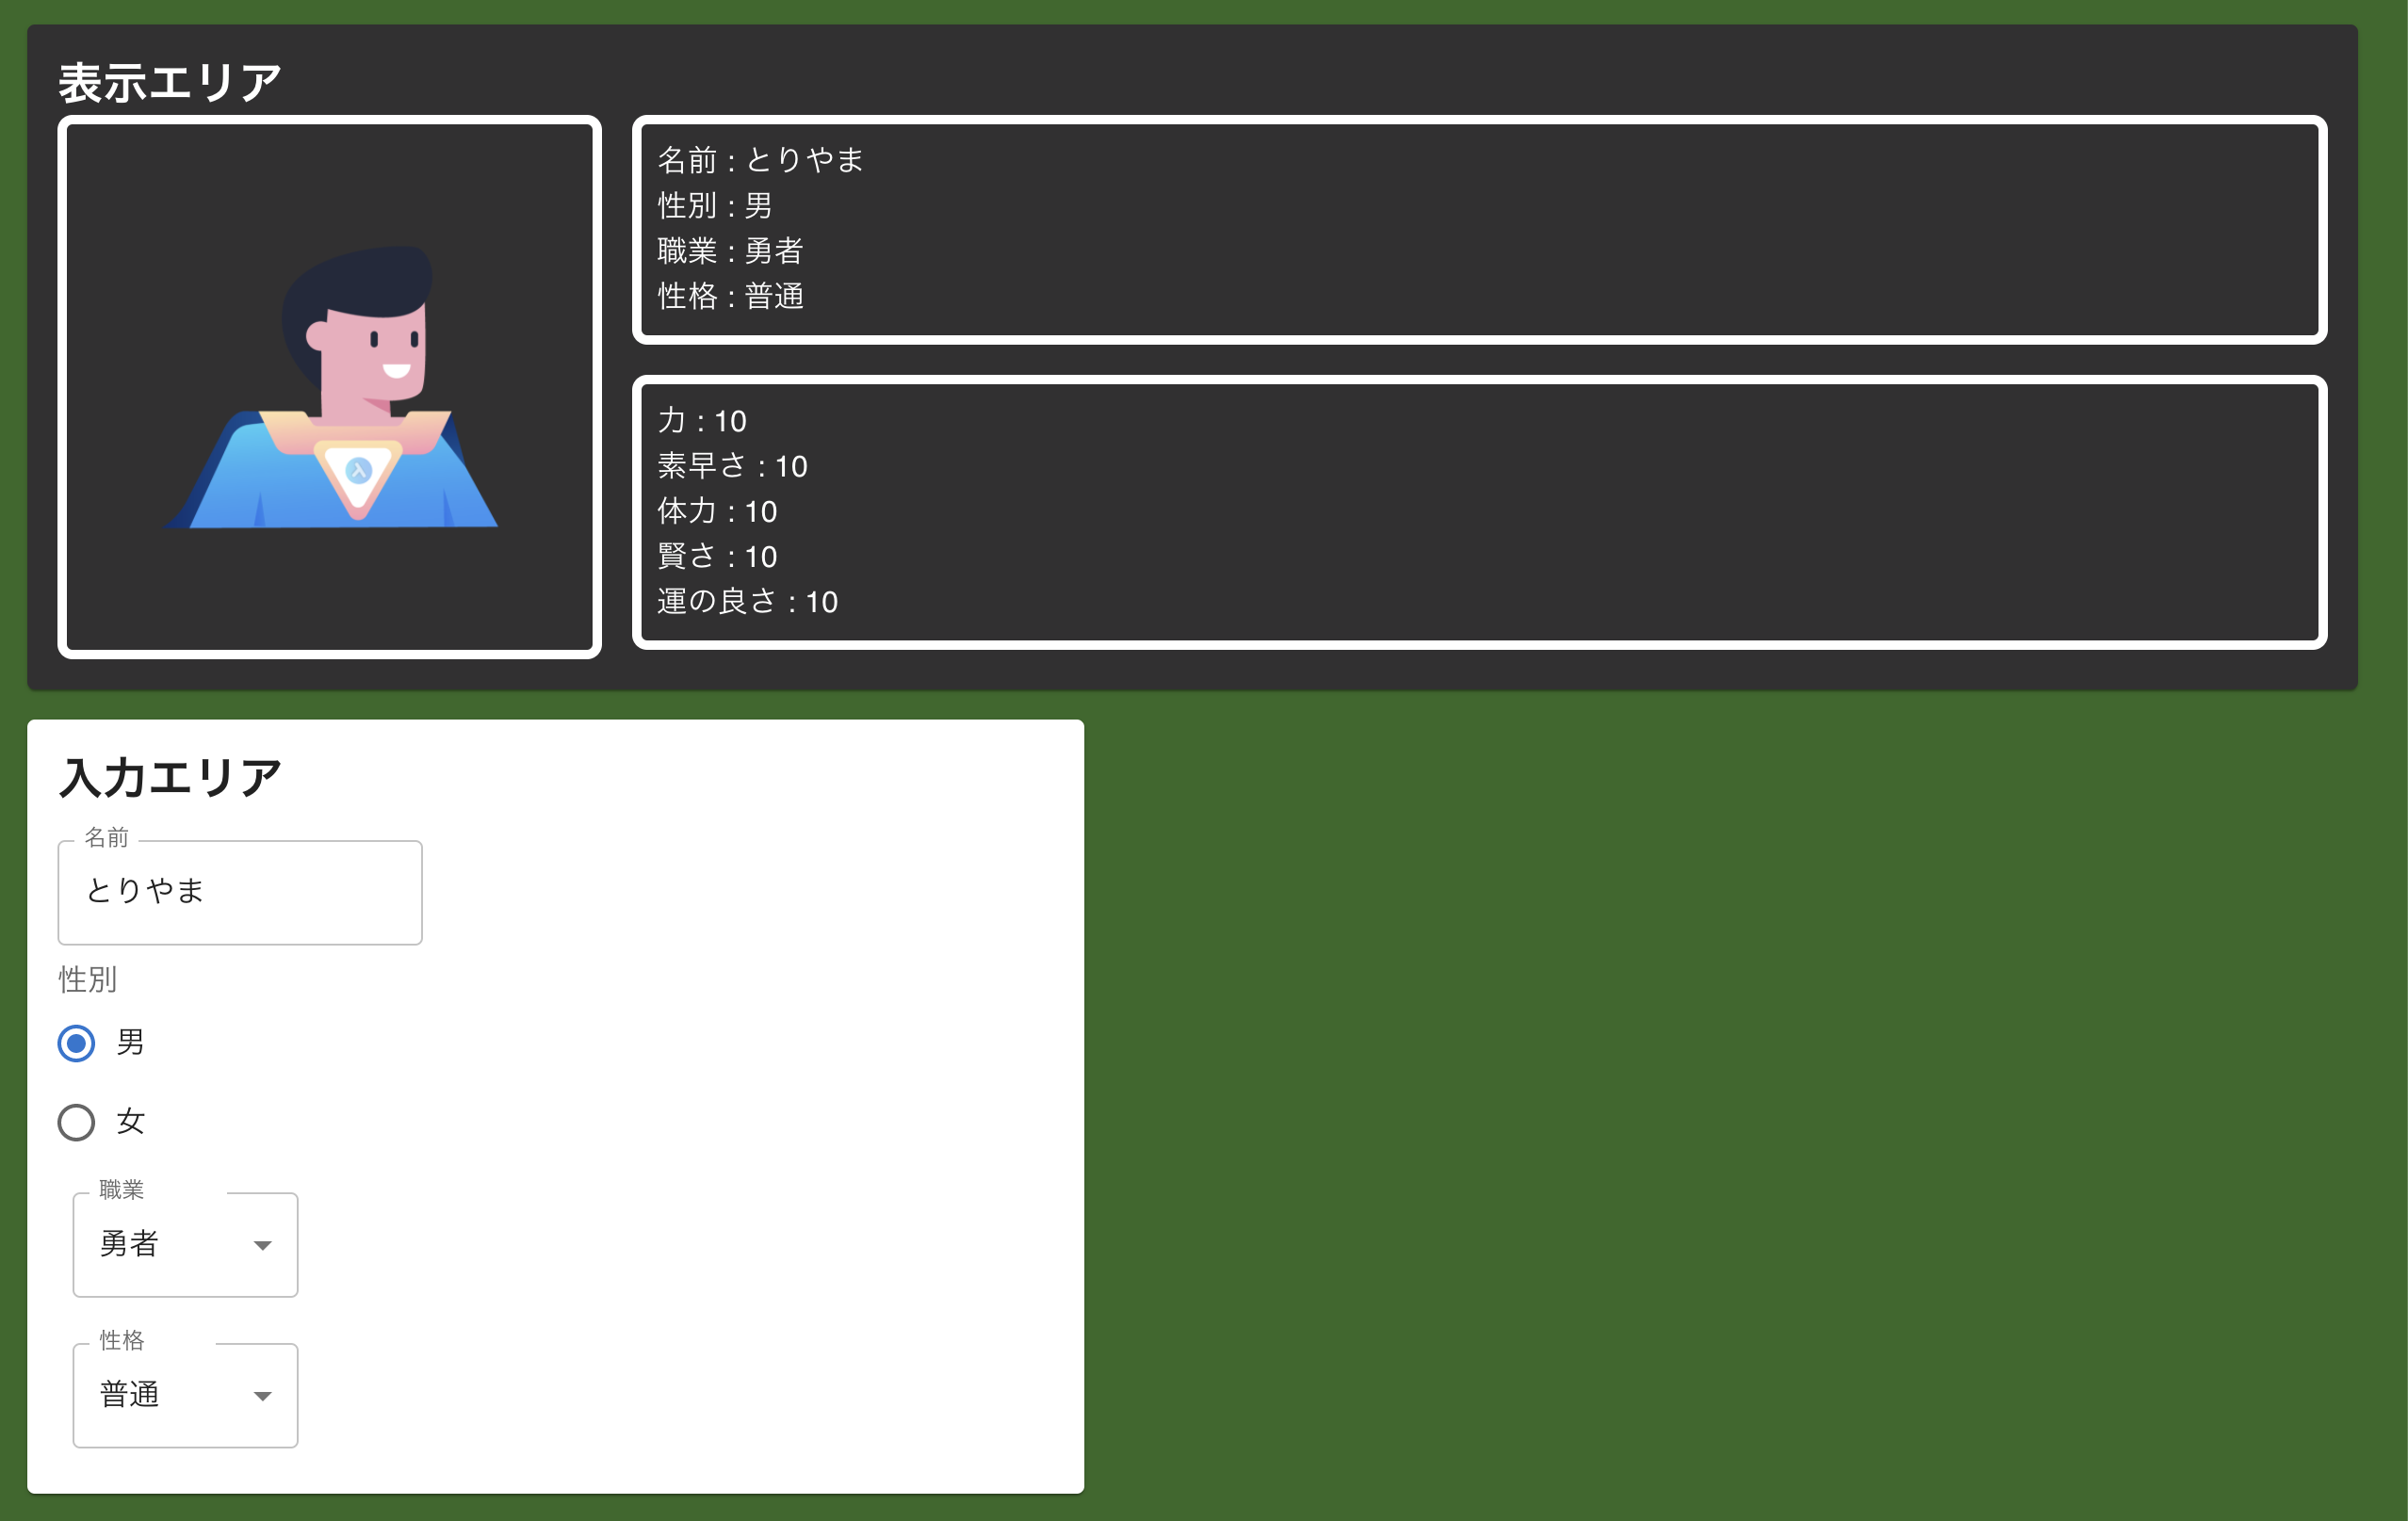 表示エリア
名前 : とりやま
性別 : 男
職業 : 勇者
性格 : 普通
力 : 10
素早さ : 10
体力 : 10
賢さ : 10
運の良さ : 10
入力エリア
名前
とりやま
性別
男
女
職業
勇者
性格
普通